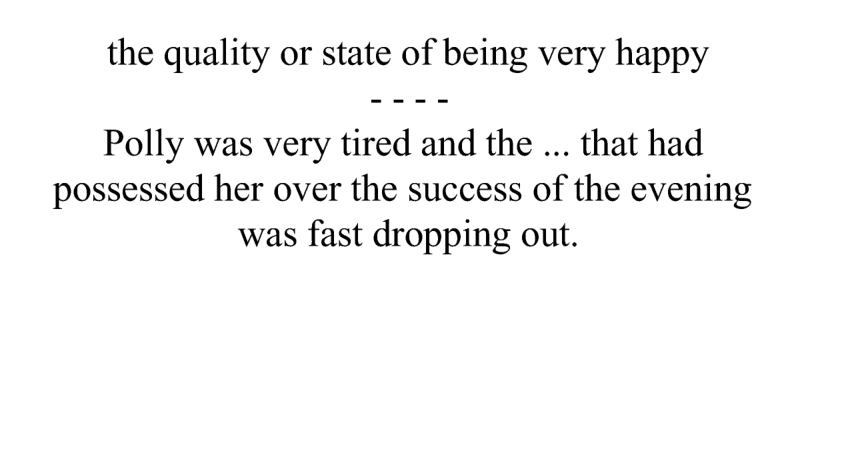 the quality or state of being very happy
- - - -
Polly was very tired and the ... that had
possessed her over the success of the evening
was fast dropping out.